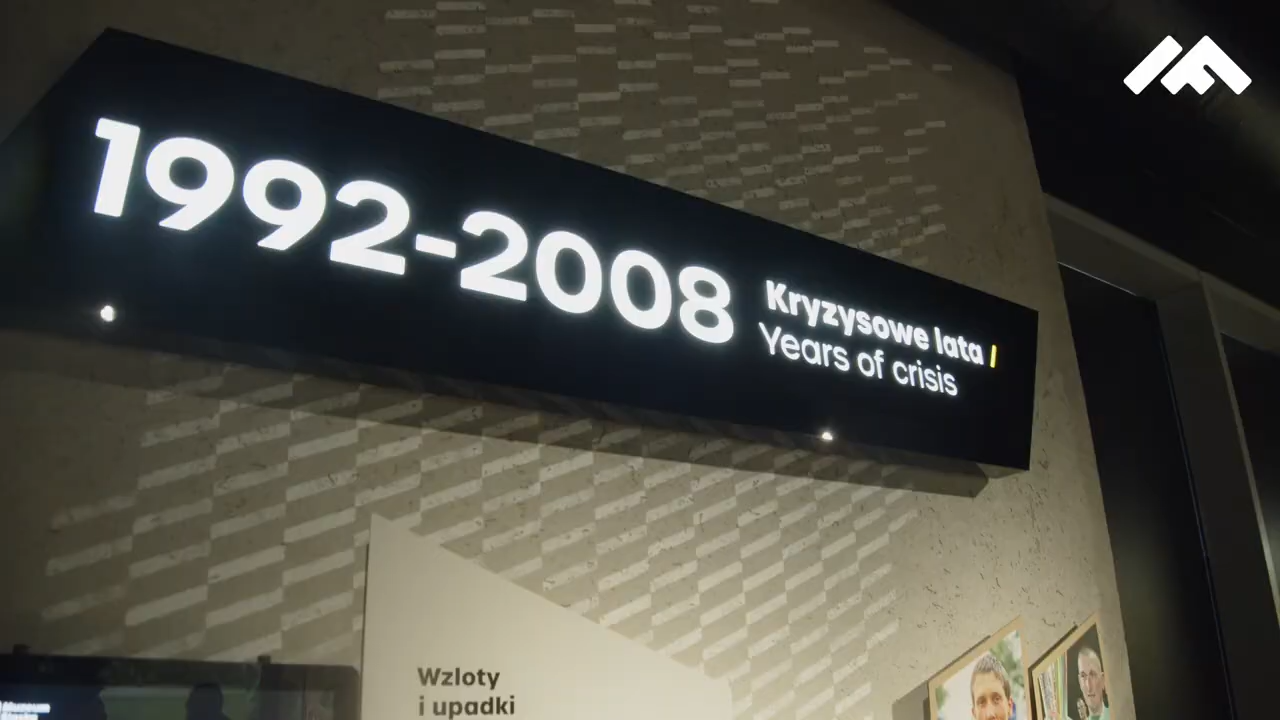 1992-2008
Kryzysowe lata /
Years of crisis
Wzloty
i upadki